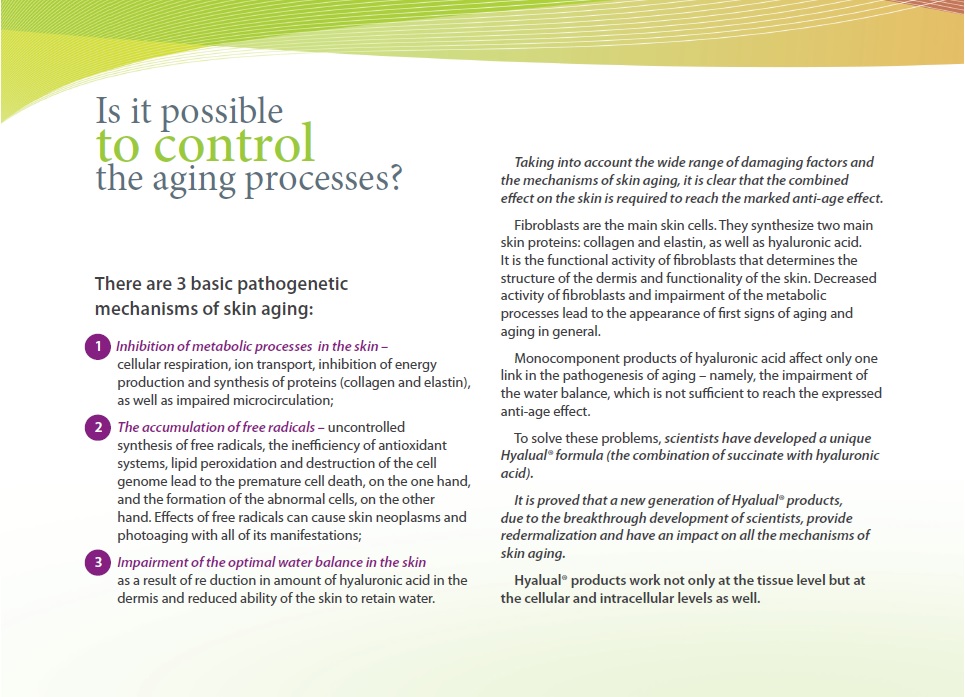 Is it possible
to control
the aging processes?
There are 3 basic pathogenetic
mechanisms of skin aging:
1 Inhibition of metabolic processes in the skin –
cellular respiration, ion transport, inhibition of energy
production and synthesis of proteins (collagen and elastin),
as well as impaired microcirculation;
2 The accumulation of free radicals – uncontrolled
synthesis of free radicals, the inefficiency of antioxidant
systems, lipid peroxidation and destruction of the cell
genome lead to the premature cell death, on the one hand,
and the formation of the abnormal cells, on the other
hand. Effects of free radicals can cause skin neoplasms and
photoaging with all of its manifestations;
3 Impairment of the optimal water balance in the skin
as a result of re duction in amount of hyaluronic acid in the
dermis and reduced ability of the skin to retain water.
Taking into account the wide range of damaging factors and
the mechanisms of skin aging, it is clear that the combined
effect on the skin is required to reach the marked anti-age effect.
Fibroblasts are the main skin cells. They synthesize two main
skin proteins: collagen and elastin, as well as hyaluronic acid.
It is the functional activity of fibroblasts that determines the
structure of the dermis and functionality of the skin. Decreased
activity of fibroblasts and impairment of the metabolic
processes lead to the appearance of first signs of aging and
aging in general.
Monocomponent products of hyaluronic acid affect only one
link in the pathogenesis of aging – namely, the impairment of
the water balance, which is not sufficient to reach the expressed
anti-age effect.
To solve these problems, scientists have developed a unique
Hyalual® formula (the combination of succinate with hyaluronic
acid).
It is proved that a new generation of Hyalual® products,
due to the breakthrough development of scientists, provide
redermalization and have an impact on all the mechanisms of
skin aging.
Hyalual® products work not only at the tissue level but at
the cellular and intracellular levels as well.